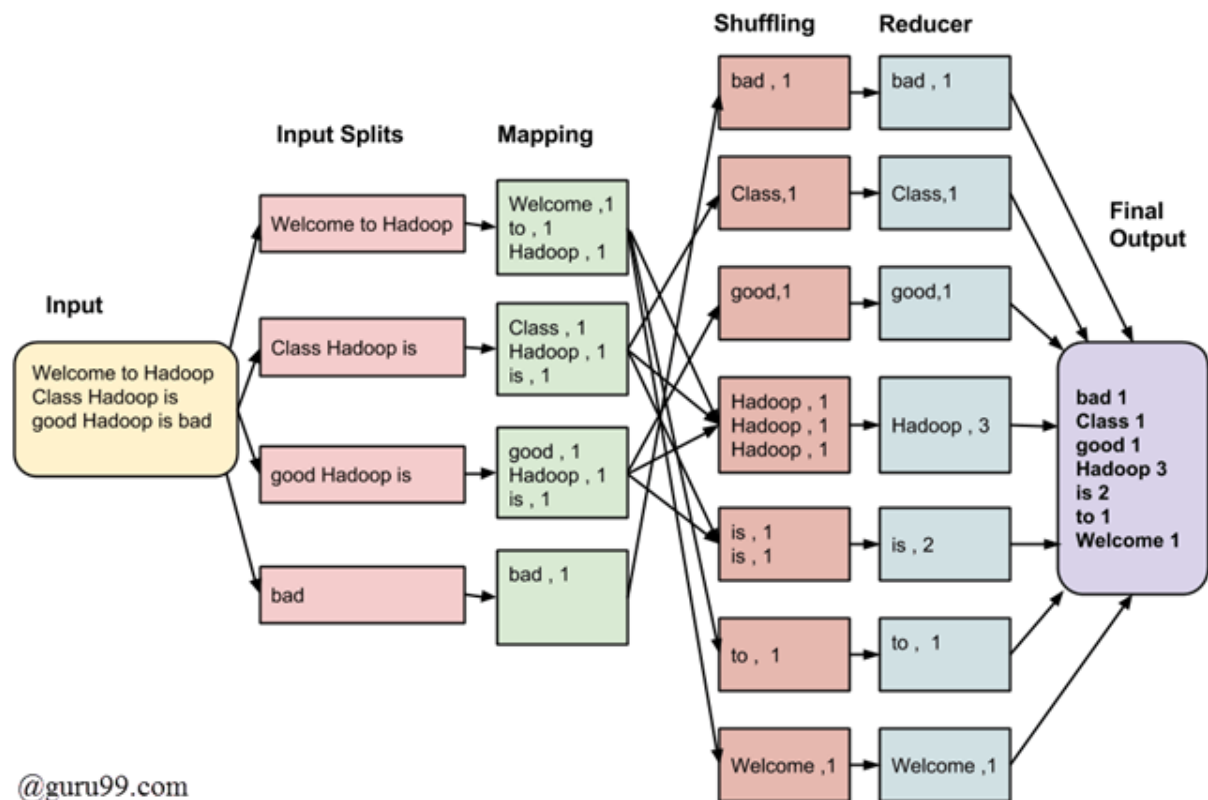 Input
Welcome to Hadoop
Class Hadoop is
good Hadoop is bad
Input Splits
Welcome to Hadoop
Class Hadoop is
good Hadoop is
bad
Mapping
Welcome ,1
to , 1
Hadoop , 1
Class , 1
Hadoop , 1
is , 1
good , 1
Hadoop , 1
is , 1
bad , 1
Shuffling
bad , 1
Class,1
good,1
Hadoop , 1
Hadoop , 1
Hadoop , 1
is , 1
is , 1
to , 1
Welcome ,1
Reducer
bad , 1
Class,1
good,1
Hadoop , 3
is , 2
to , 1
Welcome ,1
Final
Output
bad 1
Class 1
good 1
Hadoop 3
is 2
to 1
Welcome 1
@guru99.com